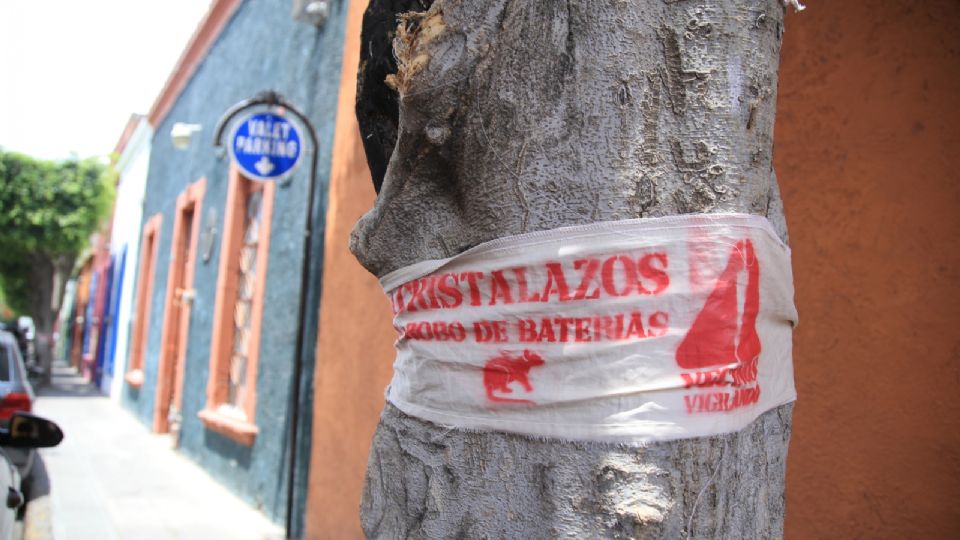 VALET
PARKING
CRISTALAZOS
ROBO DE BATERIAS
VECINOS
VIGILANDO